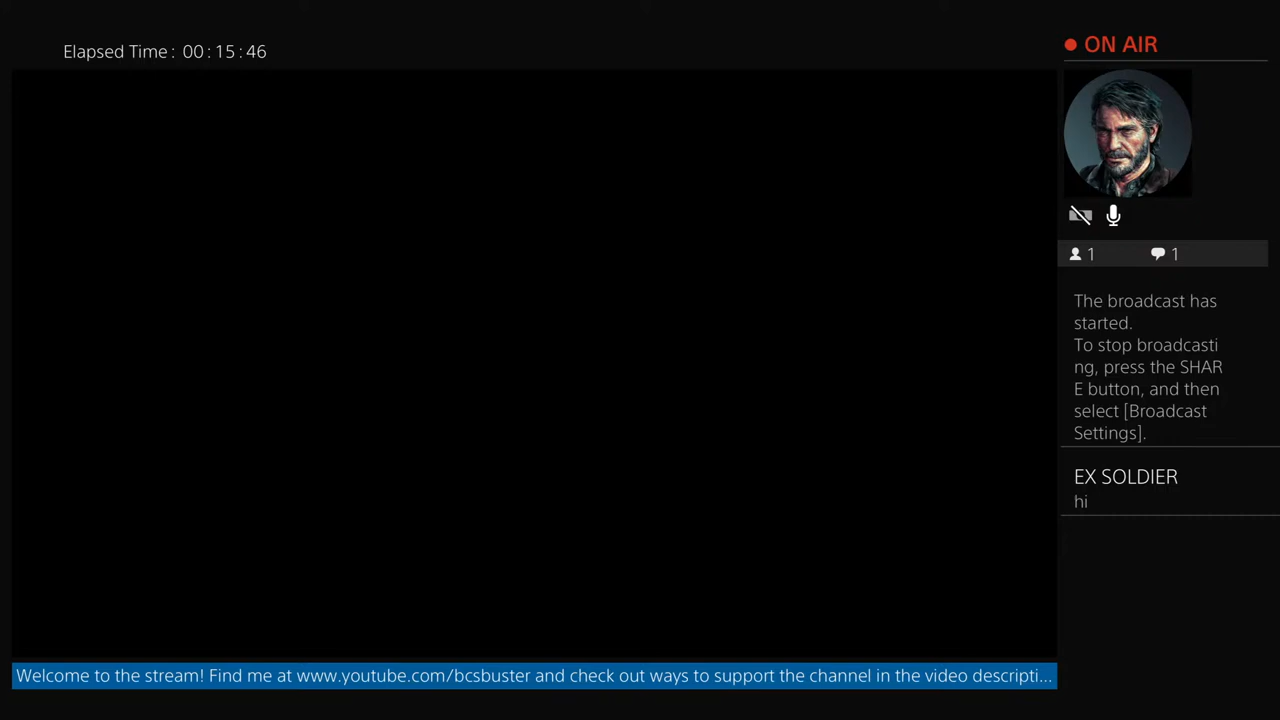 Elapsed Time: 00:15:46
ON AIR
1 1
The broadcast has
started.
To stop broadcasti
ng, press the SHAR
E button, and then
select [Broadcast
Settings].
EX SOLDIER
hi
Welcome to the stream! Find me at www.youtube.com/bcsbuster and check out ways to support the channel in the video descripti...